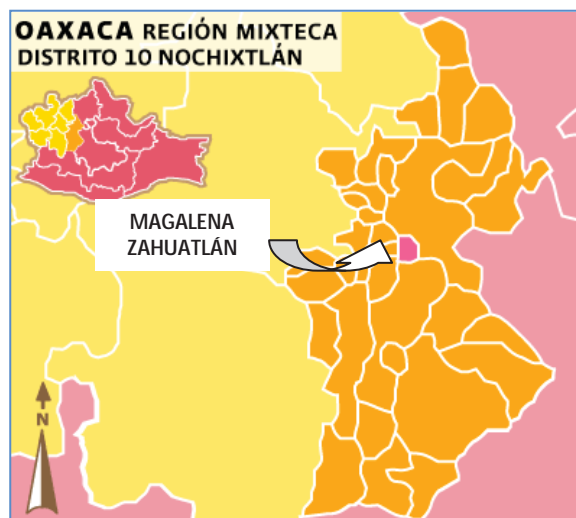 OAXACA REGIÓN MIXTECA
DISTRITO 10 NOCHIXTLÁN
MAGALENA
ZAHUATLÁN
N